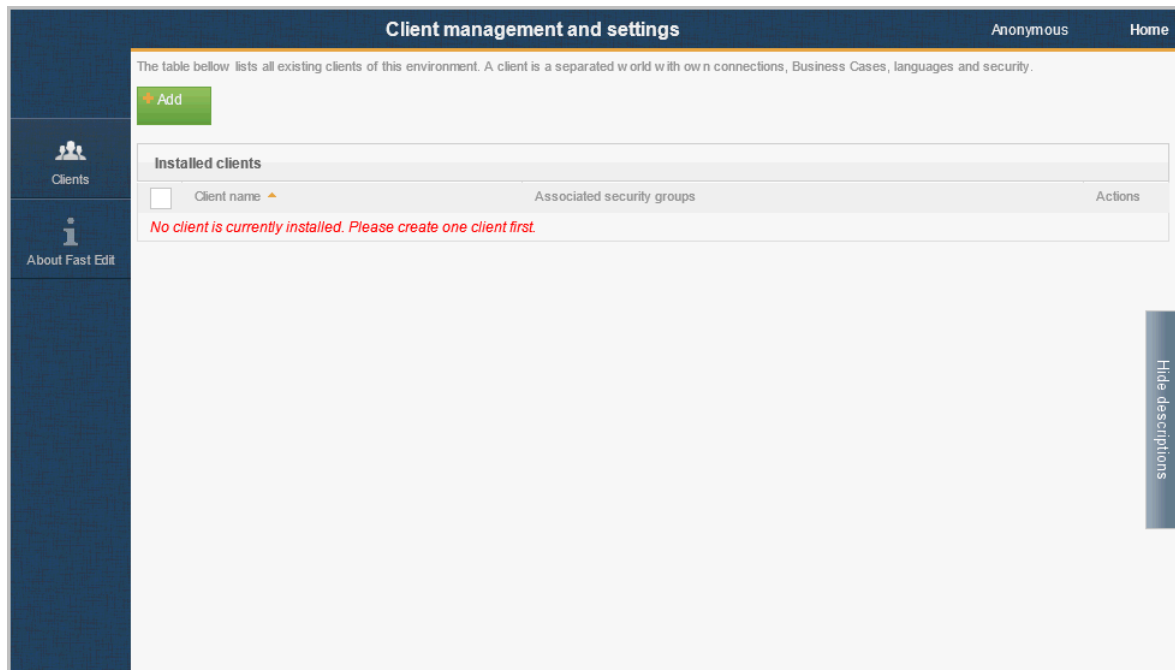 Client management and settings
Anonymous
Home
The table bellow lists all existing clients of this environment. A client is a separated world with own connections, Business Cases, languages and security.
+ Add
Clients
About Fast Edit
Installed clients
Client name
Associated security groups
Actions
No client is currently installed. Please create one client first.
Hide descriptions